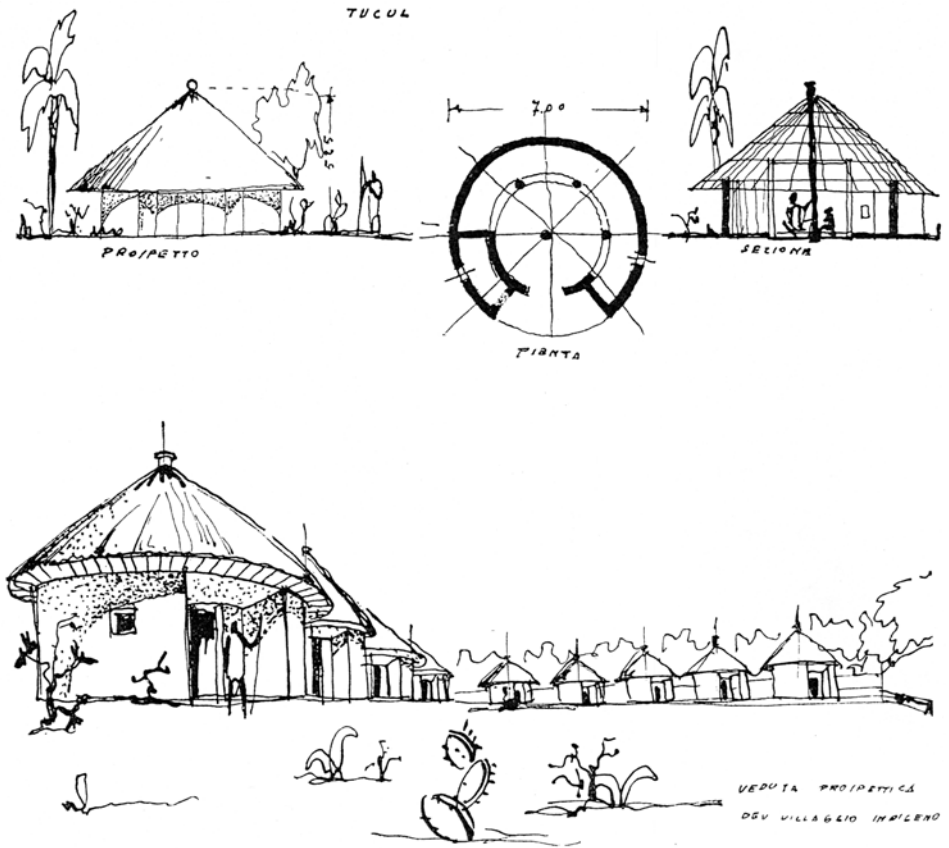 TUCUL
7.00
PROSPETTO
SEZIONE
PIANTA
VEDUTA PROSPETTICA
DEL VILLAGGIO INDIGENO